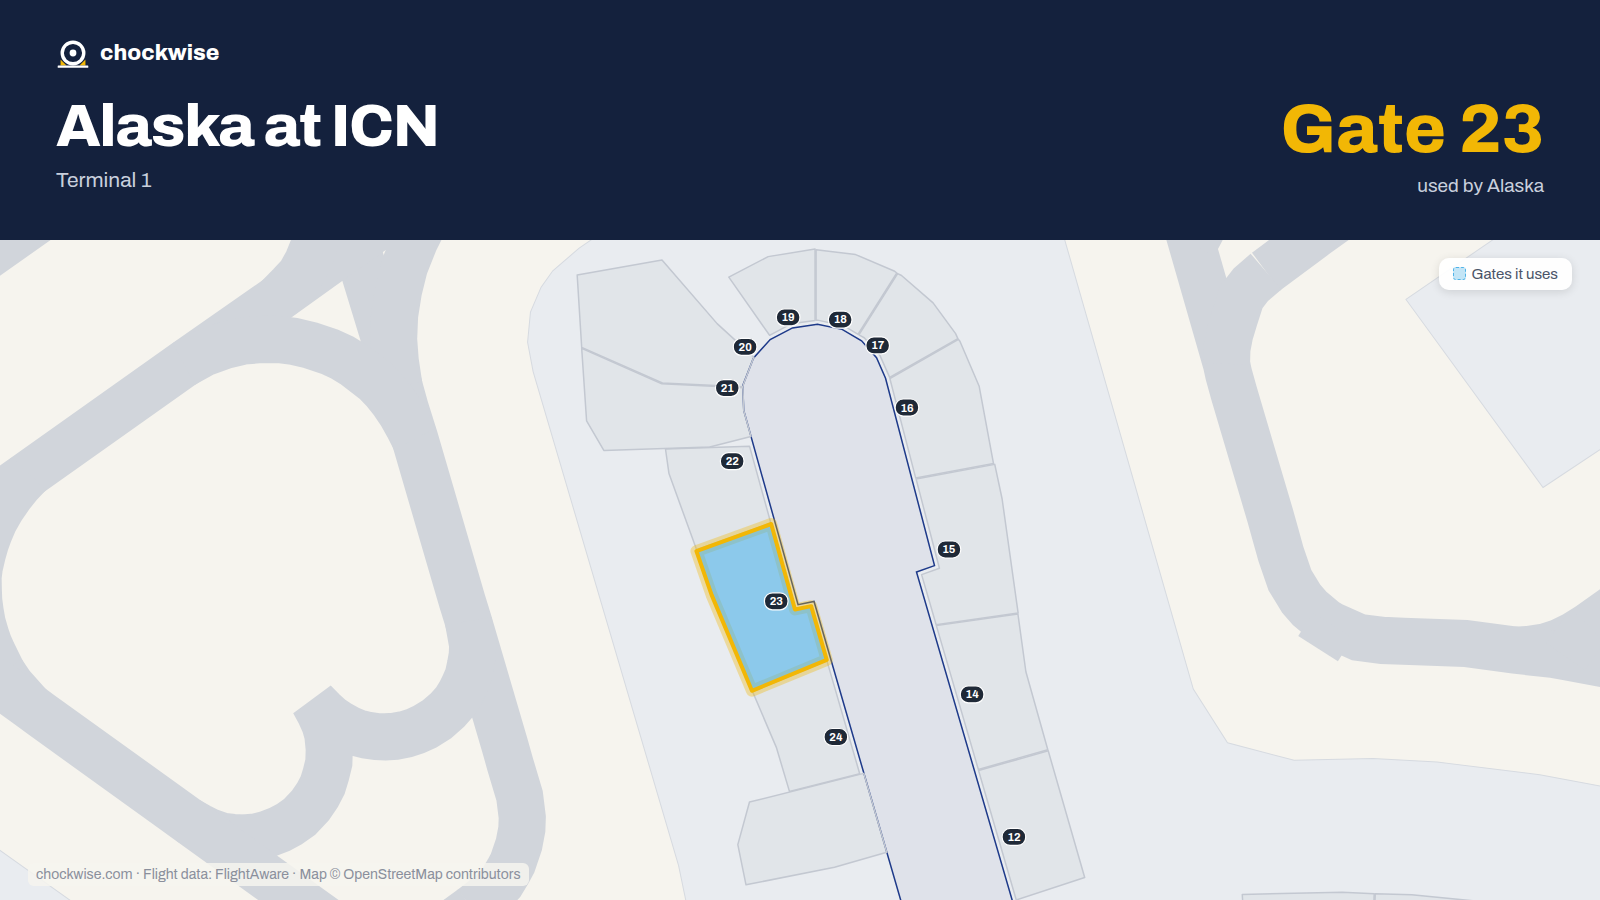 chockwise
Alaska at ICN
Terminal 1
Gate 23
used by Alaska
Gates it uses
19
18
20
17
21
16
22
15
23
14
24
12
chockwise.com · Flight data: FlightAware · Map © OpenStreetMap contributors